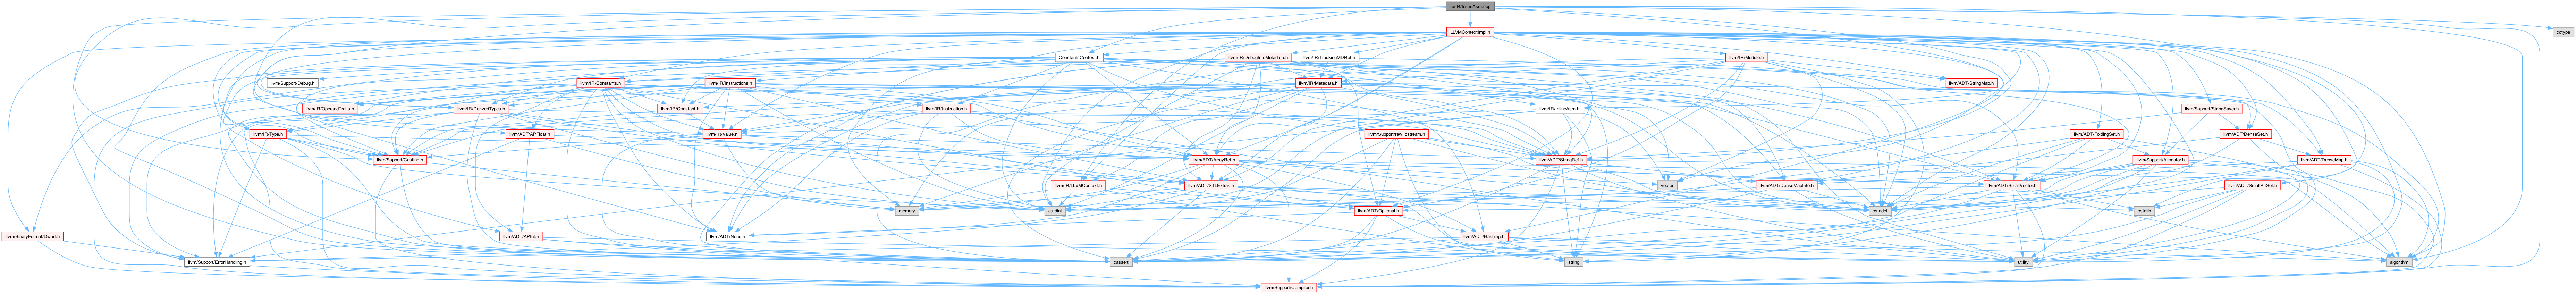 lib/IR/InlineAsm.cpp
LLVMContextImpl.h
cctype
ConstantsContext.h
llvm/IR/DebugInfoMetadata.h
llvm/IR/TrackingMDRef.h
llvm/IR/Module.h
llvm/Support/Debug.h
llvm/IR/Constants.h
llvm/IR/Instructions.h
llvm/IR/Metadata.h
llvm/ADT/StringMap.h
llvm/IR/OperandTraits.h
llvm/IR/DerivedTypes.h
llvm/IR/Constant.h
llvm/IR/Instruction.h
llvm/IR/InlineAsm.h
llvm/Support/StringSaver.h
llvm/IR/Type.h
llvm/ADT/APFloat.h
llvm/IR/Value.h
llvm/Support/raw_ostream.h
llvm/ADT/FoldingSet.h
llvm/ADT/DenseSet.h
llvm/Support/Casting.h
llvm/ADT/ArrayRef.h
llvm/ADT/StringRef.h
llvm/Support/Allocator.h
llvm/ADT/DenseMap.h
llvm/IR/LLVMContext.h
llvm/ADT/STLExtras.h
vector
llvm/ADT/DenseMapInfo.h
llvm/ADT/SmallVector.h
llvm/ADT/SmallPtrSet.h
memory
cstdint
llvm/ADT/Optional.h
cstddef
cstdlib
llvm/BinaryFormat/Dwarf.h
llvm/ADT/APInt.h
llvm/ADT/None.h
llvm/ADT/Hashing.h
llvm/Support/ErrorHandling.h
cassert
string
utility
algorithm
llvm/Support/Compiler.h